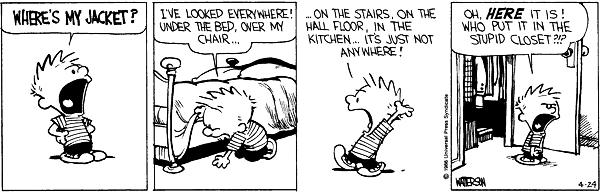 WHERE'S MY JACKET?
I'VE LOOKED EVERYWHERE!
UNDER THE BED, OVER MY
CHAIR...
...ON THE STAIRS, ON THE
HALL FLOOR, IN THE
KITCHEN... IT'S JUST NOT
ANYWHERE!
OH, HERE IT IS!
WHO PUT IT IN THE
STUPID CLOSET?!?
© 1986 Universal Press Syndicate
WATTERSON
4-24